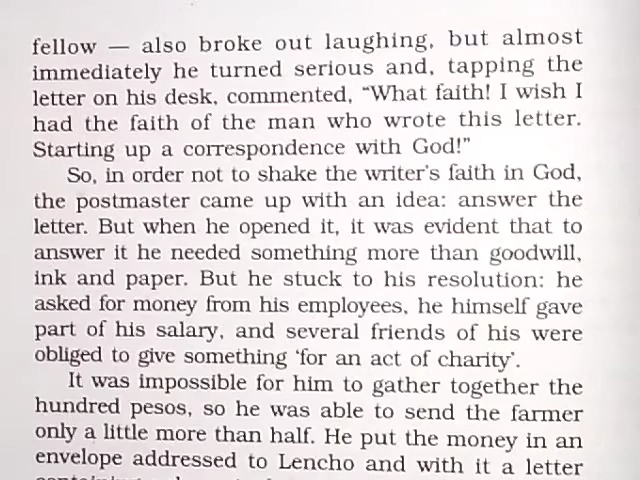 fellow — also broke out laughing, but almost
immediately he turned serious and, tapping the
letter on his desk, commented, “What faith! I wish I
had the faith of the man who wrote this letter.
Starting up a correspondence with God!”
So, in order not to shake the writer's faith in God,
the postmaster came up with an idea: answer the
letter. But when he opened it, it was evident that to
answer it he needed something more than goodwill,
ink and paper. But he stuck to his resolution: he
asked for money from his employees, he himself gave
part of his salary, and several friends of his were
obliged to give something ‘for an act of charity’.
It was impossible for him to gather together the
hundred pesos, so he was able to send the farmer
only a little more than half. He put the money in an
envelope addressed to Lencho and with it a letter